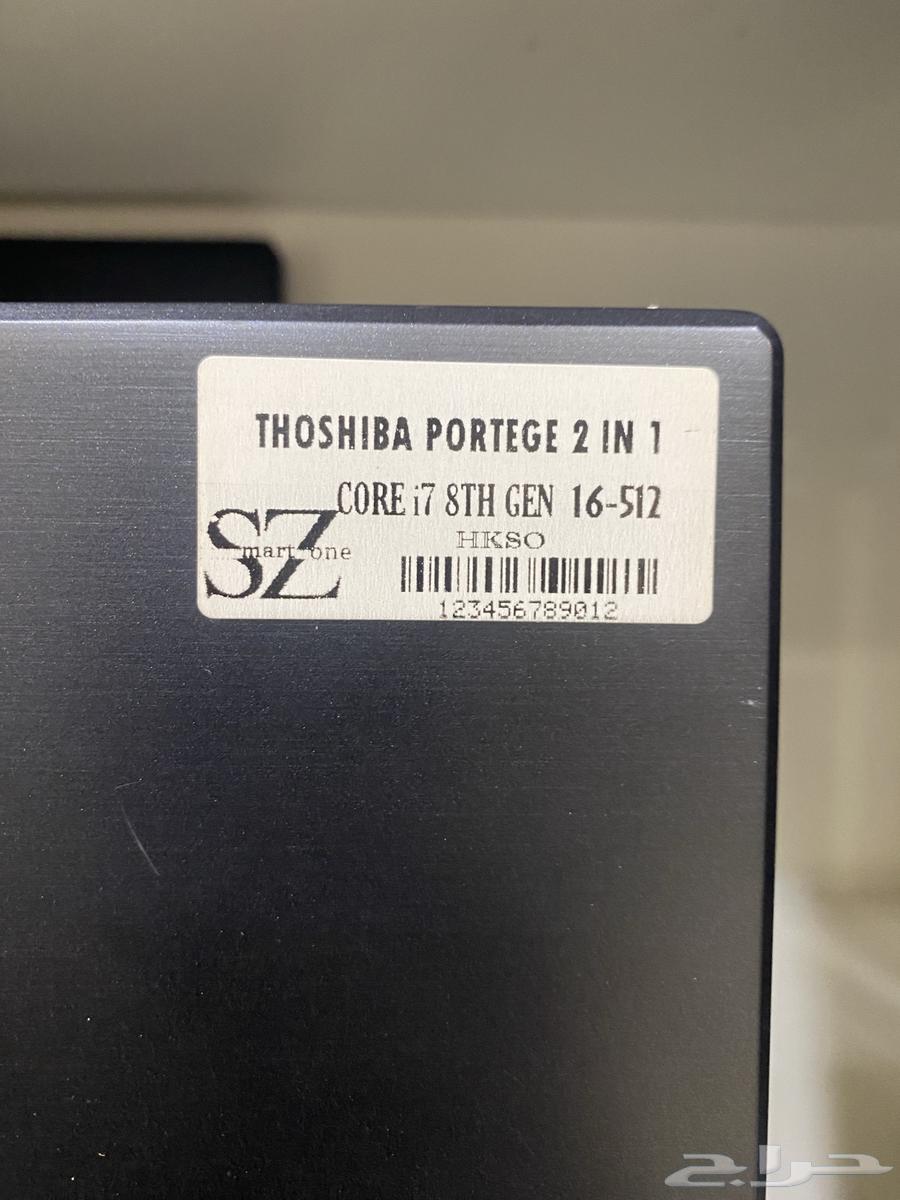 THOSHIBA PORTEGE 2 IN 1
CORE i7 8TH GEN 16-512
HKSO
SZ
mart one
123456789012
حراج